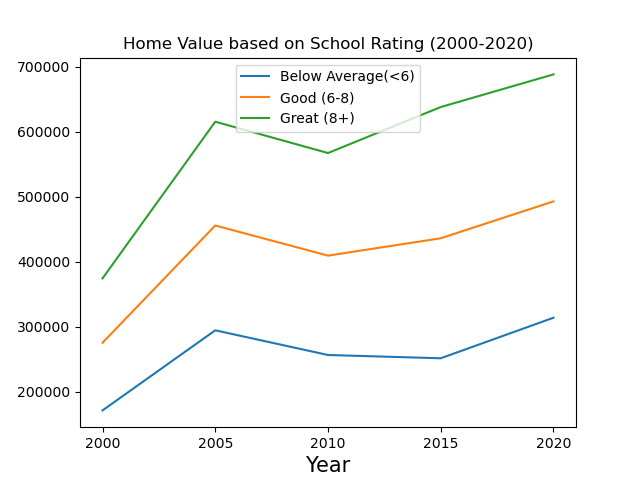 Home Value based on School Rating (2000-2020)
700000
600000
500000
400000
300000
200000
Below Average(<6)
Good (6-8)
Great (8+)
2000 2005 2010 2015 2020
Year